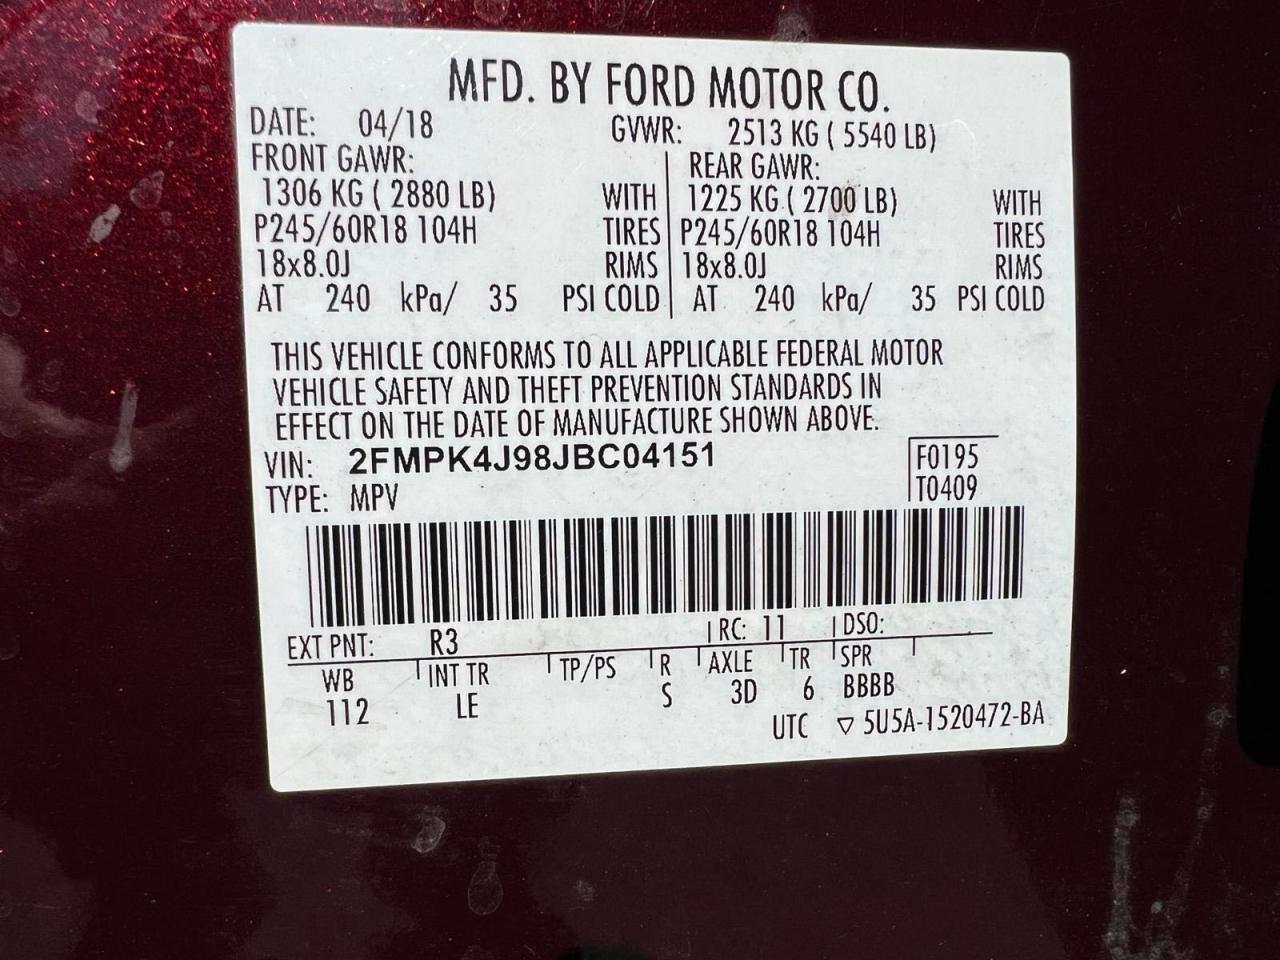 MFD. BY FORD MOTOR CO.
DATE: 04/18 GVWR: 2513 KG ( 5540 LB)
FRONT GAWR: REAR GAWR:
1306 KG ( 2880 LB) WITH 1225 KG ( 2700 LB) WITH
P245/60R18 104H TIRES P245/60R18 104H TIRES
18x8.0J RIMS 18x8.0J RIMS
AT 240 kPa/ 35 PSI COLD AT 240 kPa/ 35 PSI COLD
THIS VEHICLE CONFORMS TO ALL APPLICABLE FEDERAL MOTOR
VEHICLE SAFETY AND THEFT PREVENTION STANDARDS IN
EFFECT ON THE DATE OF MANUFACTURE SHOWN ABOVE.
VIN: 2FMPK4J98JBC04151 F0195
TYPE: MPV T0409
EXT PNT: R3 RC: 11 DSO:
WB INT TR TP/PS R AXLE TR SPR
112 LE S 3D 6 BBBB
UTC ▽ 5U5A-1520472-BA